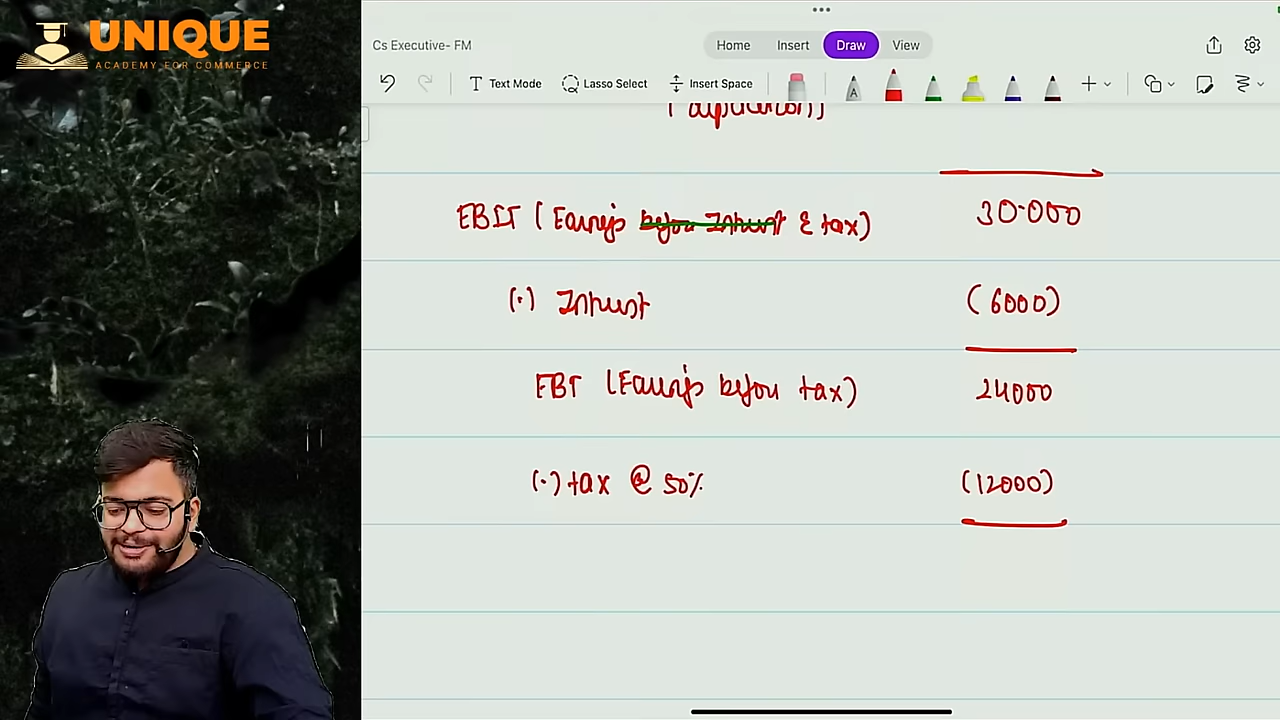 UNIQUE
ACADEMY FOR COMMERCE
Cs Executive- FM
Home Insert Draw View
Text Mode Lasso Select Insert Space
EBIT (Earnings before Interest & tax) 30.000
(-) Interest (6000)
EBT (Earnings before tax) 24000
(-) tax @ 50% (12000)